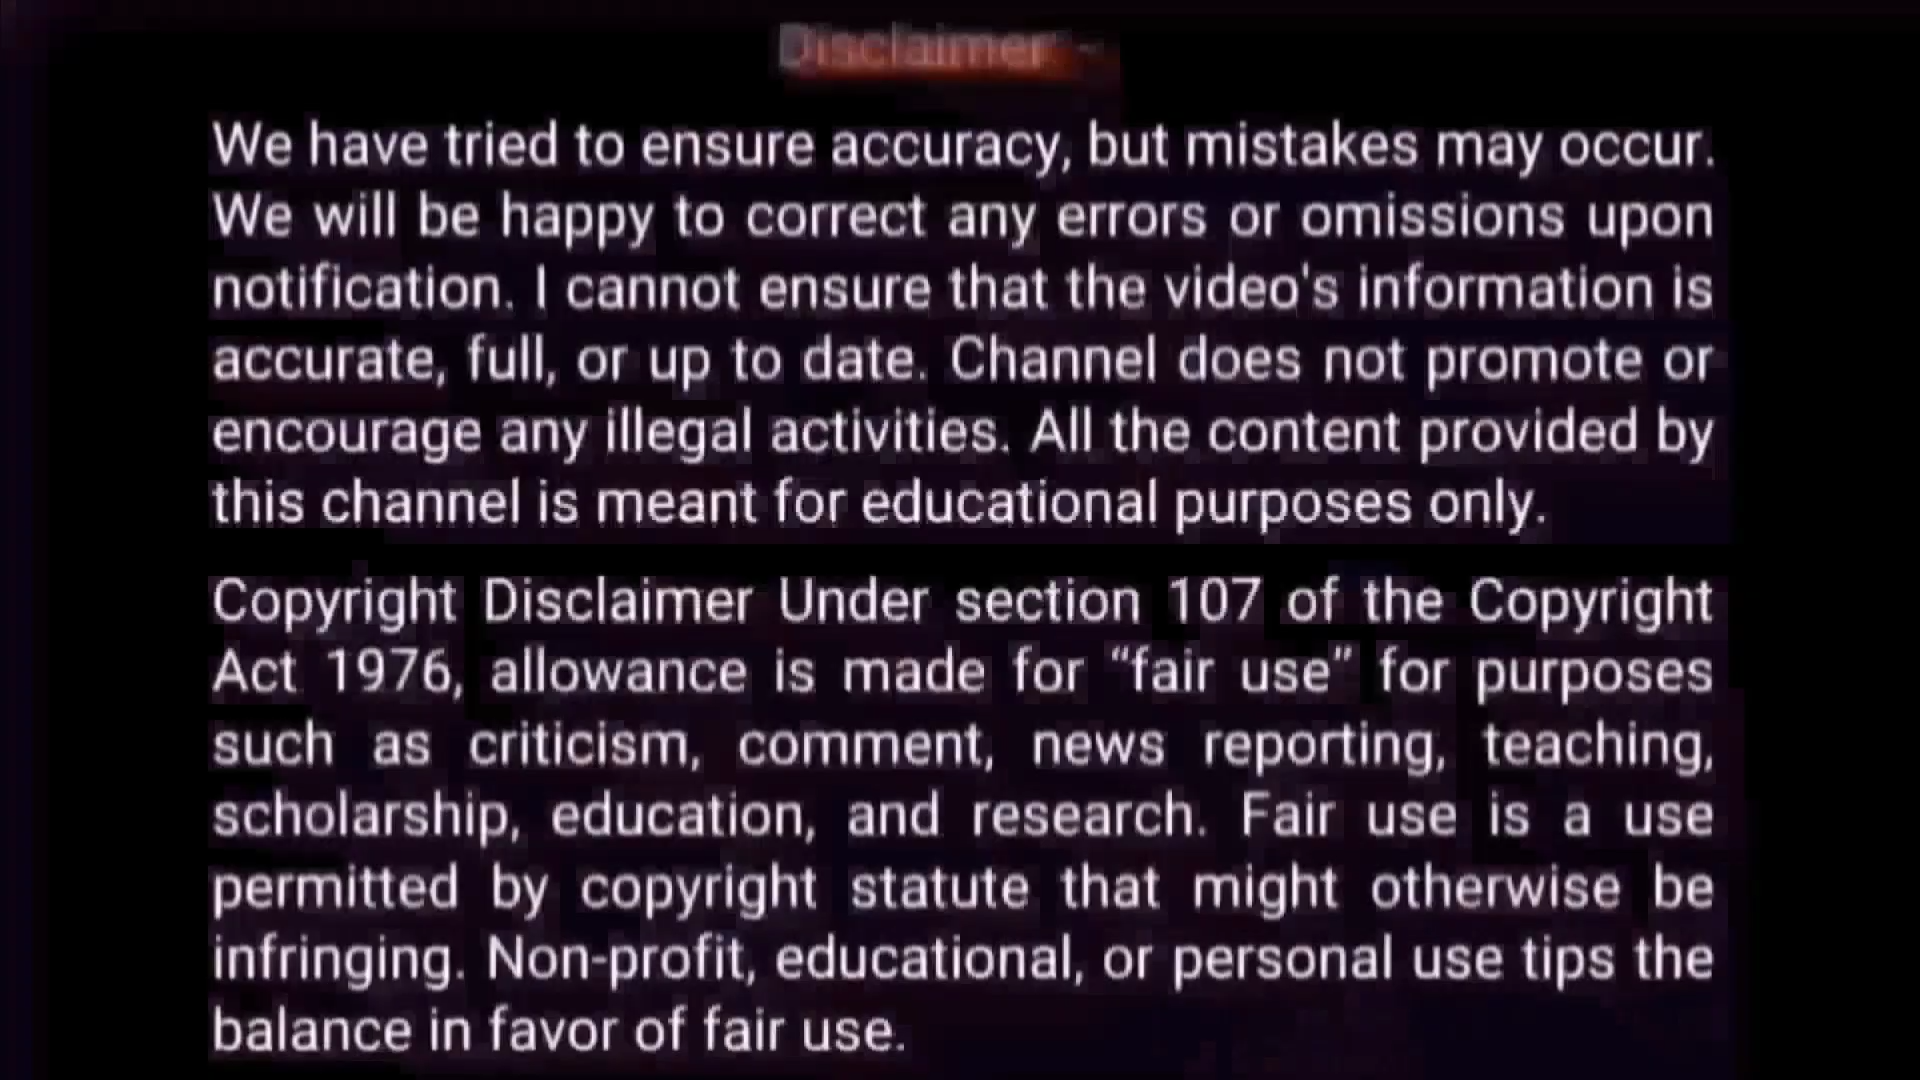 Disclaimer -
We have tried to ensure accuracy, but mistakes may occur.
We will be happy to correct any errors or omissions upon
notification. I cannot ensure that the video's information is
accurate, full, or up to date. Channel does not promote or
encourage any illegal activities. All the content provided by
this channel is meant for educational purposes only.
Copyright Disclaimer Under section 107 of the Copyright
Act 1976, allowance is made for “fair use” for purposes
such as criticism, comment, news reporting, teaching,
scholarship, education, and research. Fair use is a use
permitted by copyright statute that might otherwise be
infringing. Non-profit, educational, or personal use tips the
balance in favor of fair use.